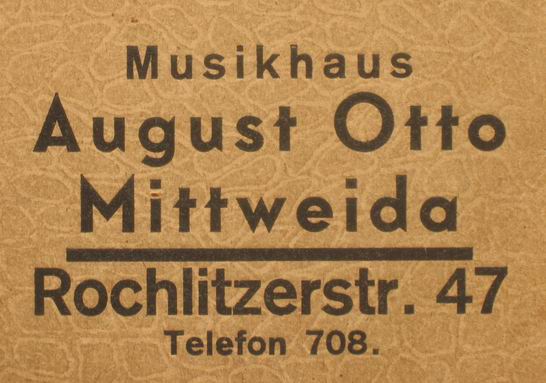 Musikhaus
August Otto
Mittweida
Rochlitzerstr. 47
Telefon 708.